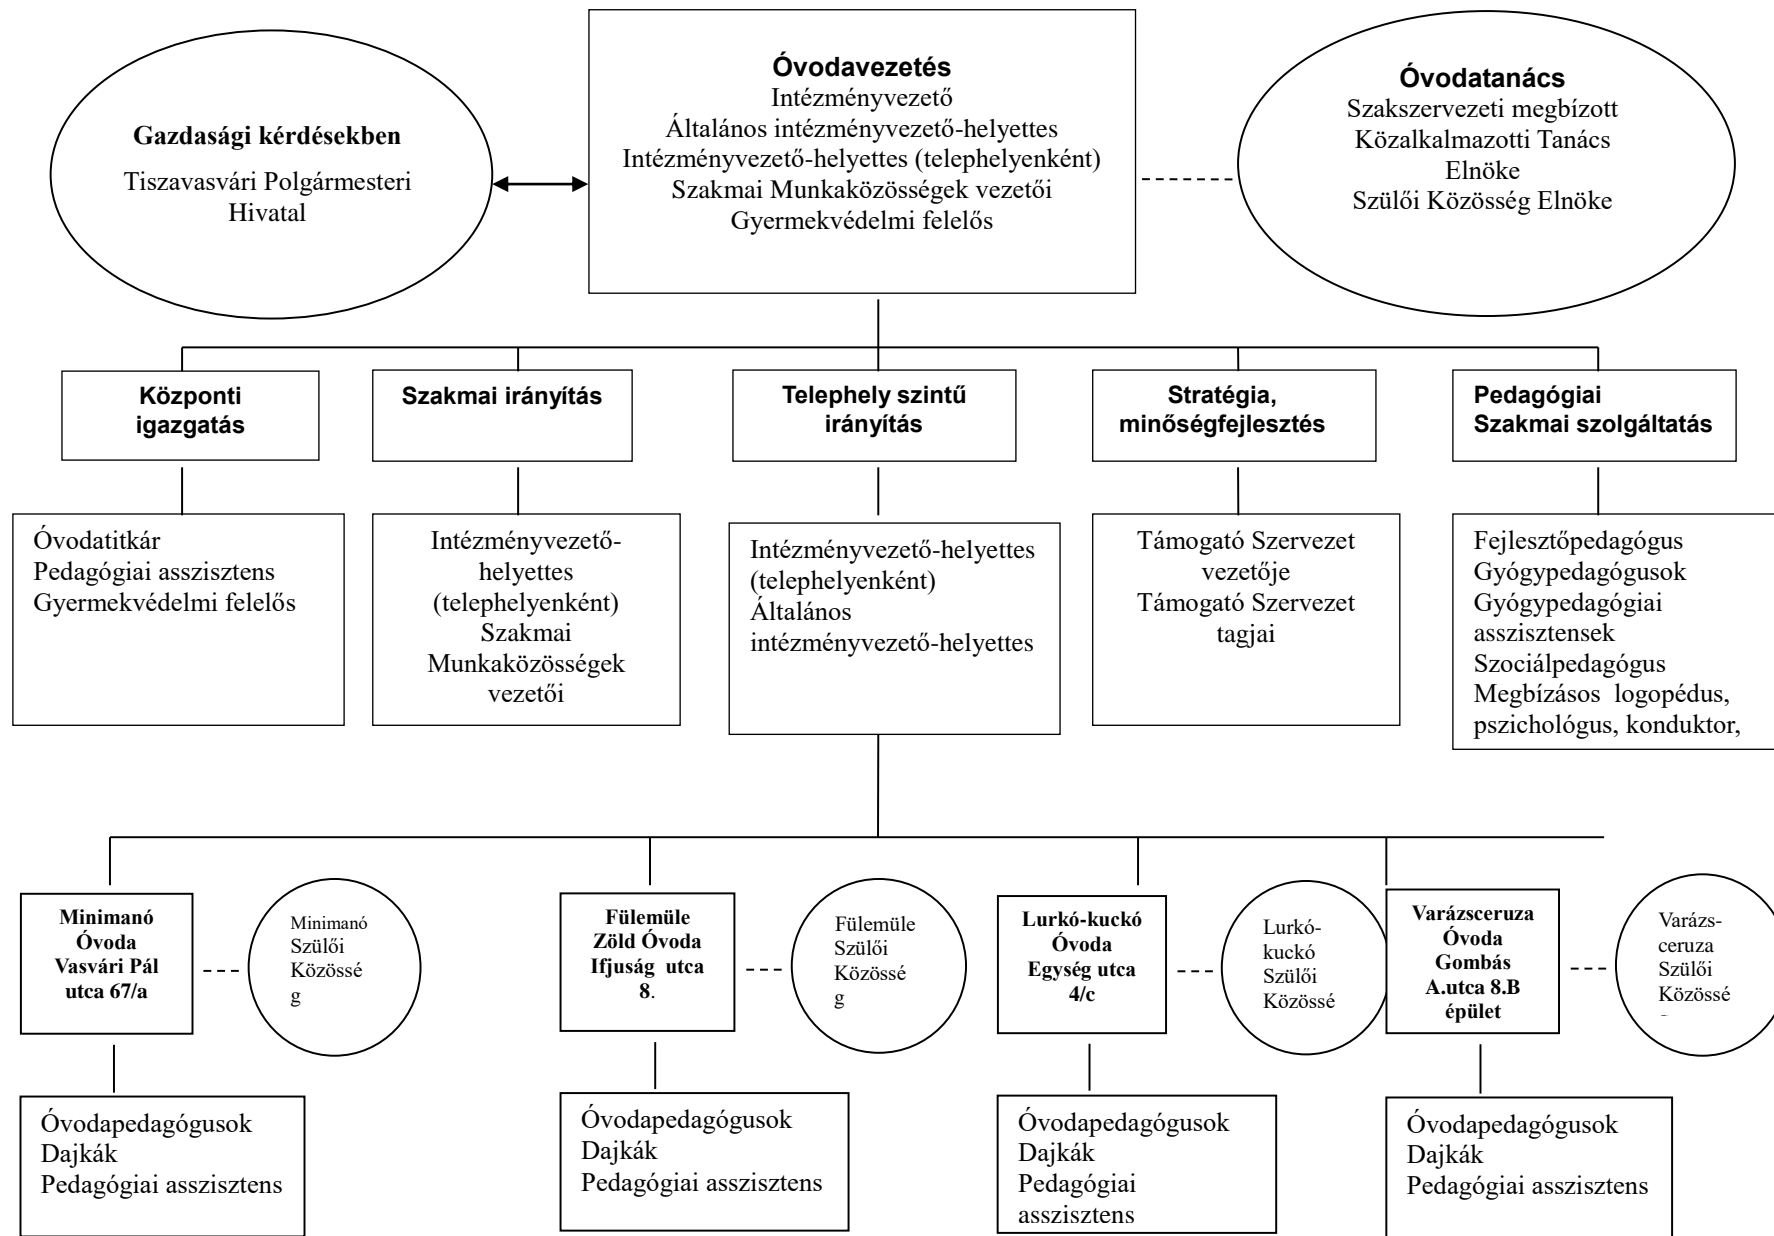 Óvodavezetés
Intézményvezető
Általános intézményvezető-helyettes
Intézményvezető-helyettes (telephelyenként)
Szakmai Munkaközösségek vezetői
Gyermekvédelmi felelős
Gazdasági kérdésekben
Tiszavasvári Polgármesteri
Hivatal
Óvodatanács
Szakszervezeti megbízott
Közalkalmazotti Tanács
Elnöke
Szülői Közösség Elnöke
Központi
igazgatás
Szakmai irányítás
Telephely szintű
irányítás
Stratégia,
minőségfejlesztés
Pedagógiai
Szakmai szolgáltatás
Óvodatitkár
Pedagógiai asszisztens
Gyermekvédelmi felelős
Intézményvezető-
helyettes
(telephelyenként)
Szakmai
Munkaközösségek
vezetői
Intézményvezető-helyettes
(telephelyenként)
Általános
intézményvezető-helyettes
Támogató Szervezet
vezetője
Támogató Szervezet
tagjai
Fejlesztőpedagógus
Gyógypedagógusok
Gyógypedagógiai
asszisztensek
Szociálpedagógus
Megbízásos  logopédus,
pszichológus, konduktor,
Minimanó
Óvoda
Vasvári Pál
utca 67/a
Minimanó
Szülői
Közössé
g
Fülemüle
Zöld Óvoda
Ifjuság  utca
8.
Fülemüle
Szülői
Közössé
g
Lurkó-kuckó
Óvoda
Egység utca
4/c
Lurkó-
kuckó
Szülői
Közössé
Varázsceruza
Óvoda
Gombás
A.utca 8.B
épület
Varázs-
ceruza
Szülői
Közössé
Óvodapedagógusok
Dajkák
Pedagógiai asszisztens
Óvodapedagógusok
Dajkák
Pedagógiai asszisztens
Óvodapedagógusok
Dajkák
Pedagógiai
asszisztens
Óvodapedagógusok
Dajkák
Pedagógiai asszisztens